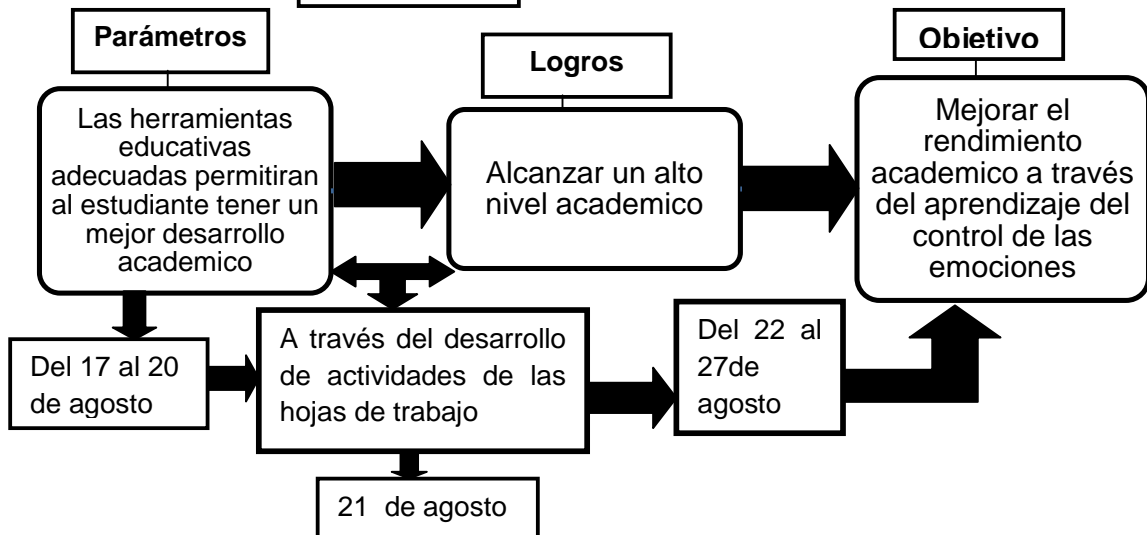 Parámetros
Logros
Objetivo
Las herramientas
educativas
adecuadas permitiran
al estudiante tener un
mejor desarrollo
academico
Alcanzar un alto
nivel academico
Mejorar el
rendimiento
academico a través
del aprendizaje del
control de las
emociones
Del 17 al 20
de agosto
A través del desarrollo
de actividades de las
hojas de trabajo
Del 22 al
27de
agosto
21 de agosto